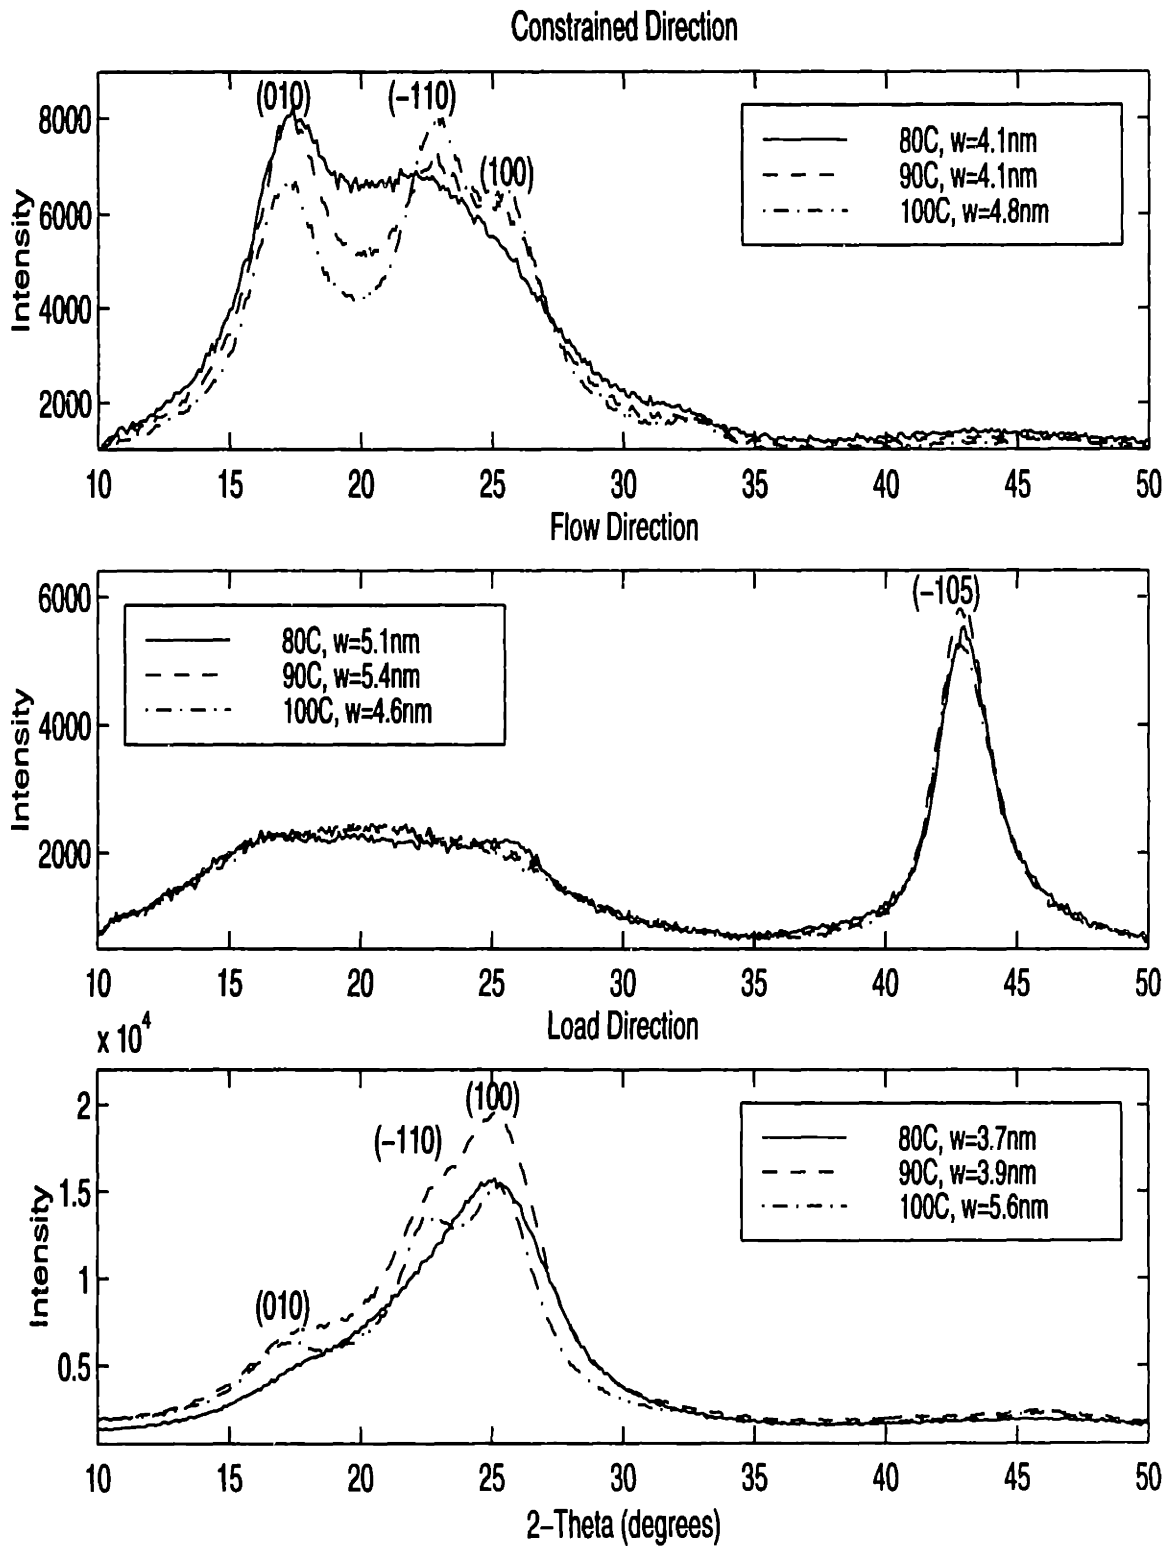 Constrained Direction
(010)
(-110)
(100)
8000
6000
4000
2000
Intensity
80C, w=4.1nm
90C, w=4.1nm
100C, w=4.8nm
10 15 20 25 30 35 40 45 50
Flow Direction
(-105)
6000
4000
2000
Intensity
80C, w=5.1nm
90C, w=5.4nm
100C, w=4.6nm
10 15 20 25 30 35 40 45 50
x 10^4
Load Direction
(100)
(-110)
(010)
2
1.5
1
0.5
Intensity
80C, w=3.7nm
90C, w=3.9nm
100C, w=5.6nm
10 15 20 25 30 35 40 45 50
2-Theta (degrees)